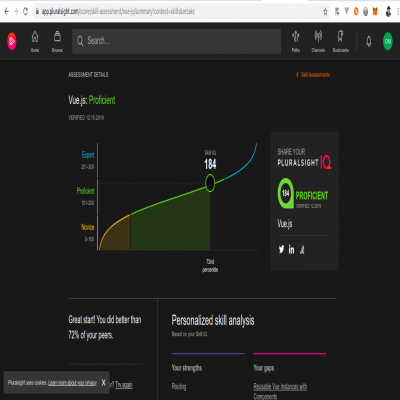 app.pluralsight.com/score/skill-assessment/vue-js/summary?context=skills&retake
Home
Browse
Search...
Paths
Channels
Bookmarks
GM
ASSESSMENT DETAILS
Skill Assessments
Vue.js: Proficient
VERIFIED 12.10.2019
Expert
201-300
Proficient
101-200
Novice
0-100
Skill IQ
184
72nd
percentile
SHARE YOUR
PLURALSIGHT IQ
184 PROFICIENT
VERIFIED 12.2019
Vue.js
Great start! You did better than
72% of your peers.
Try again
Personalized skill analysis
Based on your Skill IQ
Your strengths
Routing
Your gaps
Reusable Vue Instances with
Components
Pluralsight uses cookies. Learn more about your privacy X